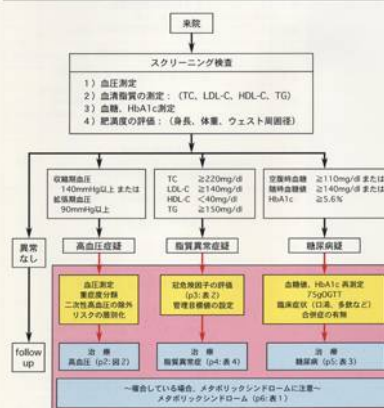 来院
スクリーニング検査
1）血圧測定
2）血清脂質の測定：（TC、LDL-C、HDL-C、TG）
3）血糖、HbA1c測定
4）肥満度の評価：（身長、体重、ウェスト周囲径）
収縮期血圧
140mmHg以上 または
拡張期血圧
90mmHg以上
TC ≥220mg/dl
LDL-C ≥140mg/dl
HDL-C <40mg/dl
TG ≥150mg/dl
空腹時血糖 ≥110mg/dl または
随時血糖値 ≥140mg/dl または
HbA1c ≥5.6%
異常
なし
高血圧症疑
脂質異常症疑
糖尿病疑
血圧測定
重症度分類
二次性高血圧の除外
リスクの層別化
冠危険因子の評価
（p3：表2）
管理目標値の設定
血糖値、HbA1c 再測定
75gOGTT
臨床症状（口渇、多飲など）
合併症の有無
follow
up
治療
高血圧（p2：図2）
治療
脂質異常症（p4：表4）
治療
糖尿病（p5：表3）
〜複合している場合、メタボリックシンドロームに注意〜
メタボリックシンドローム（p6：表1）